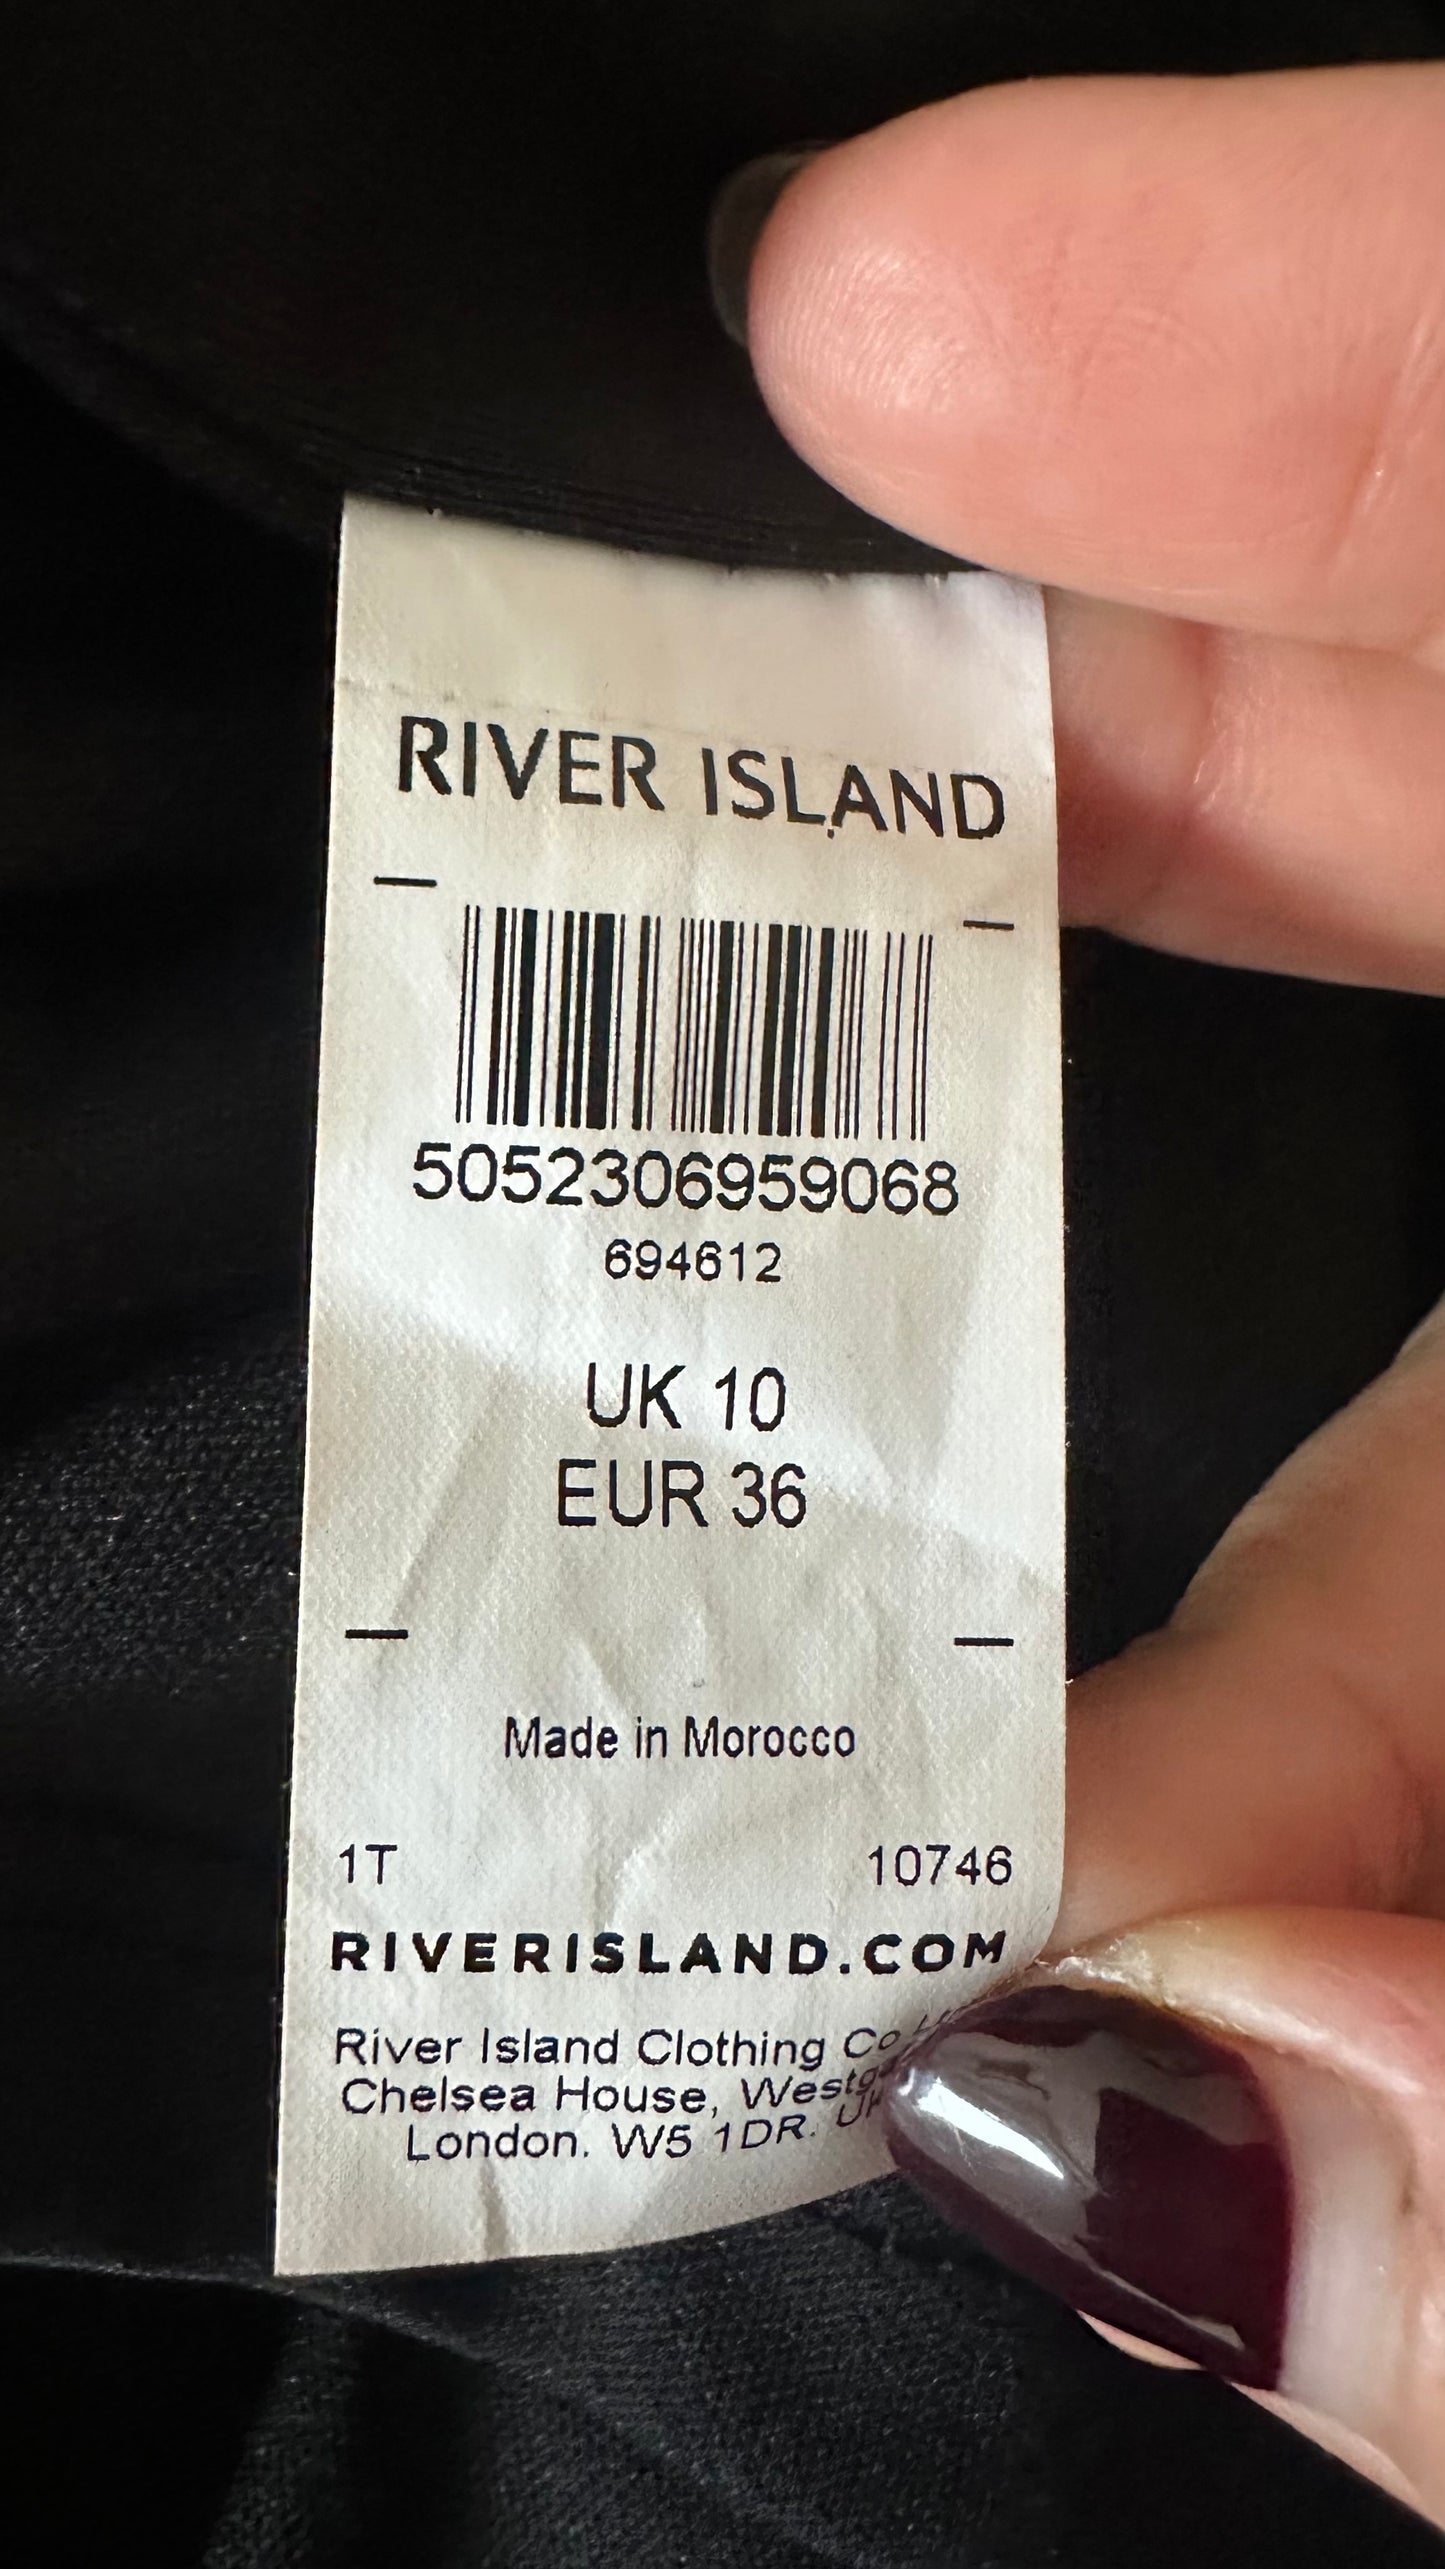 RIVER ISLAND
5052306959068
694612
UK 10
EUR 36
Made in Morocco
1T 10746
RIVERISLAND.COM
River Island Clothing Co
Chelsea House,
London. W5 1DR.